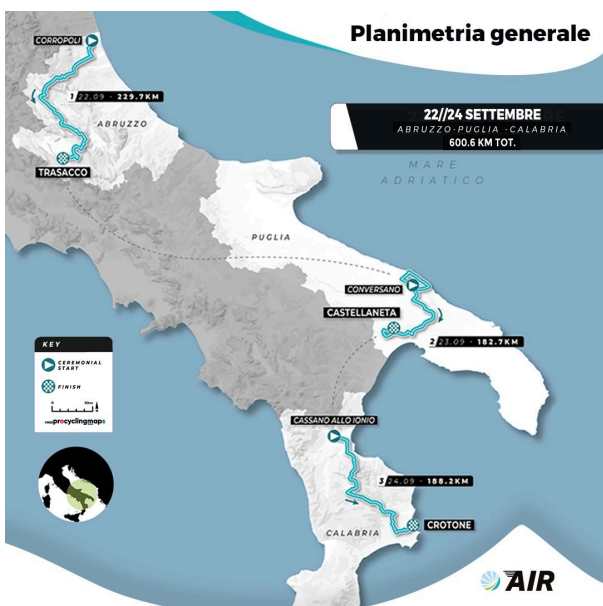 Planimetria generale
22//24 SETTEMBRE
ABRUZZO-PUGLIA -CALABRIA
600.6 KM TOT.
CORROPOLI
1 22.09 - 229.7KM
ABRUZZO
TRASACCO
MARE
ADRIATICO
PUGLIA
CONVERSANO
CASTELLANETA
2 23.09 - 182.7KM
KEY
CEREMONIAL
START
FINISH
0
procyclingmaps
CASSANO ALLO IONIO
3 24.09 - 188.2KM
CROTONE
CALABRIA
AIR